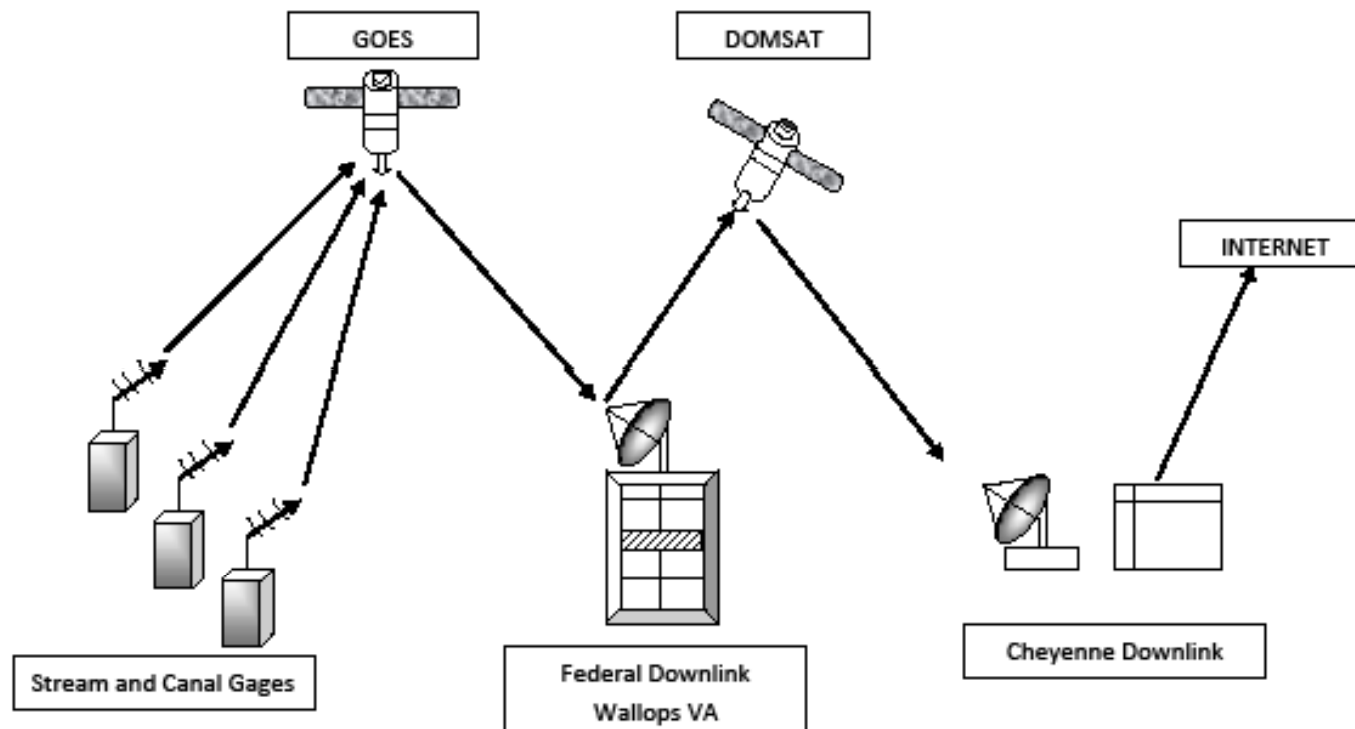 GOES
DOMSAT
INTERNET
Stream and Canal Gages
Federal Downlink
Wallops VA
Cheyenne Downlink